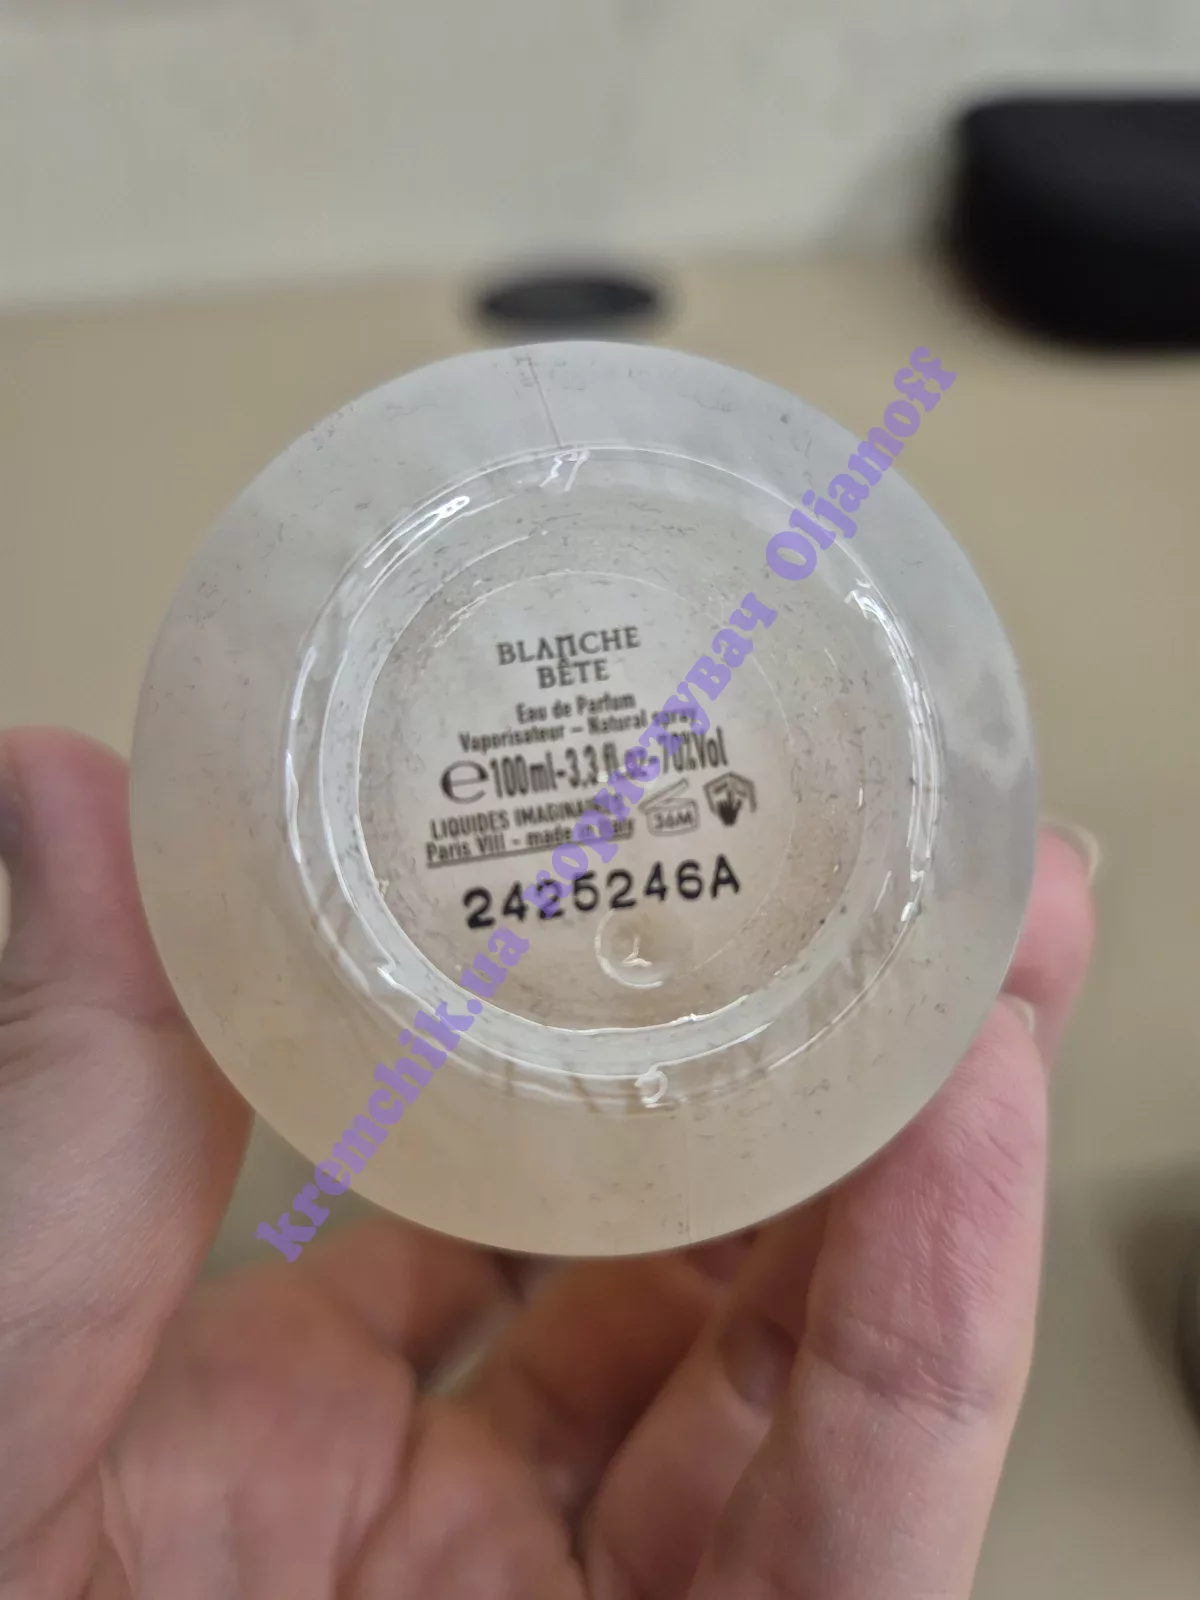 BLANCHE
BÊTE
Eau de Parfum
Vaporisateur – Natural spray
℮100ml-3.3 fl.oz-70%Vol
LIQUIDES IMAGINAIRES
Paris VIII - made in Italy
36M
2425246A
kremchik.ua користувач Oljamoff